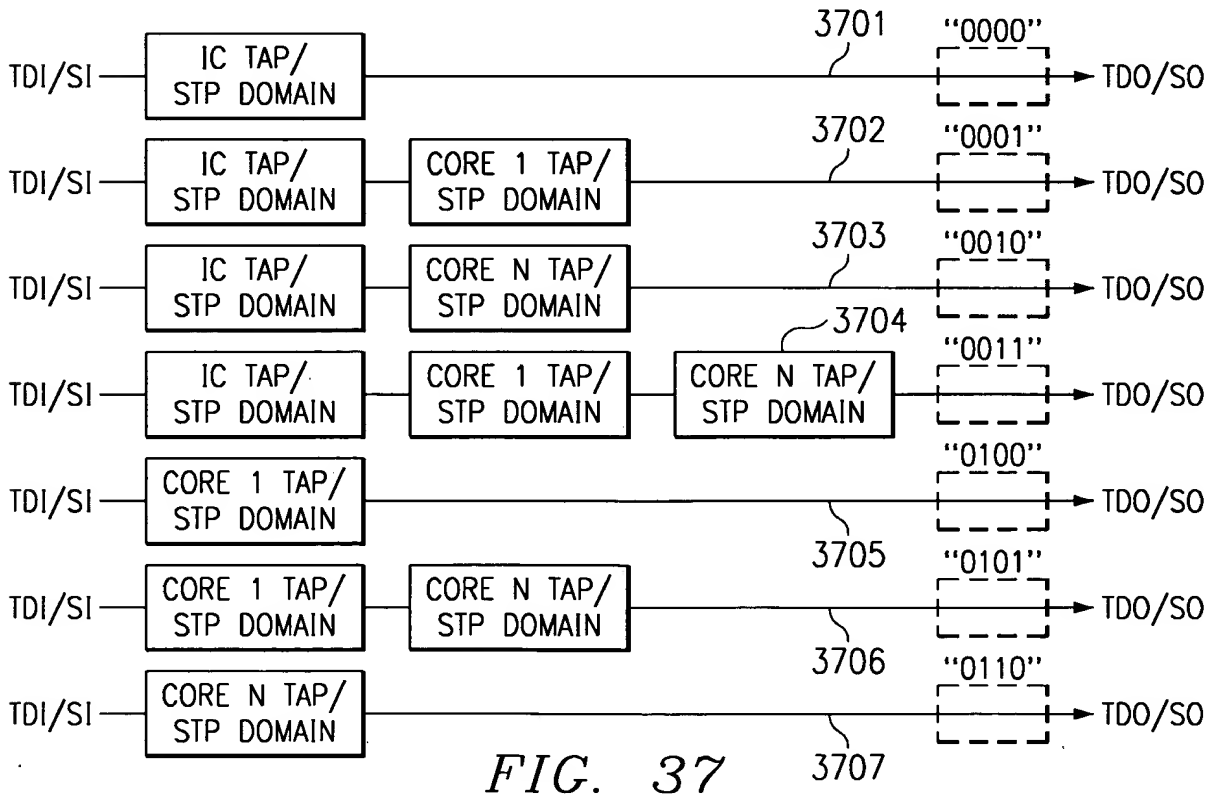 3701
"0000"
TDI/SI
IC TAP/
STP DOMAIN
TDO/SO
3702
"0001"
TDI/SI
IC TAP/
STP DOMAIN
CORE 1 TAP/
STP DOMAIN
TDO/SO
3703
"0010"
TDI/SI
IC TAP/
STP DOMAIN
CORE N TAP/
STP DOMAIN
TDO/SO
3704
"0011"
TDI/SI
IC TAP/
STP DOMAIN
CORE 1 TAP/
STP DOMAIN
CORE N TAP/
STP DOMAIN
TDO/SO
"0100"
TDI/SI
CORE 1 TAP/
STP DOMAIN
TDO/SO
3705
"0101"
TDI/SI
CORE 1 TAP/
STP DOMAIN
CORE N TAP/
STP DOMAIN
TDO/SO
3706
"0110"
TDI/SI
CORE N TAP/
STP DOMAIN
TDO/SO
3707
FIG. 37